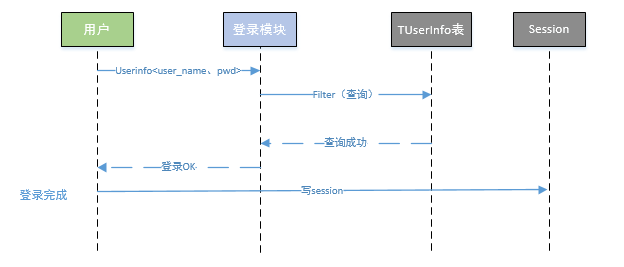 用户
登录模块
TUserInfo表
Session
Userinfo<user_name、pwd>
Filter（查询）
查询成功
登录OK
登录完成
写session